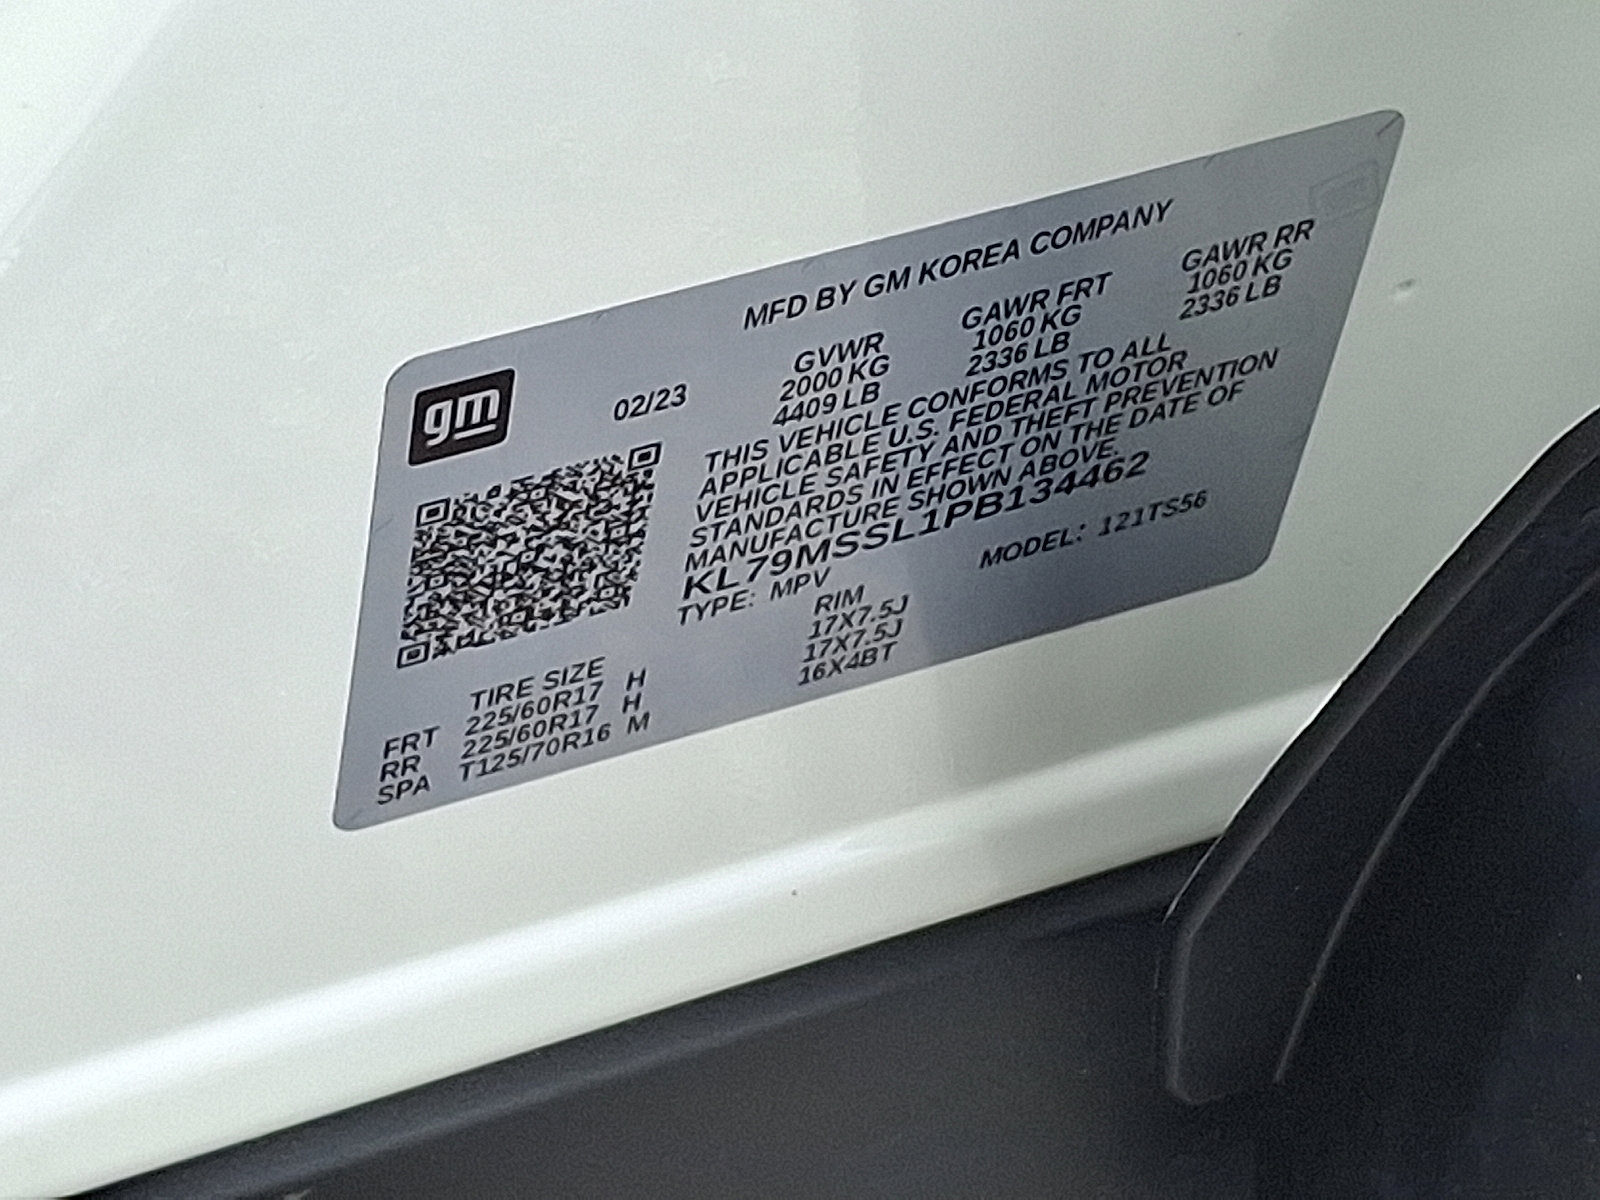 MFD BY GM KOREA COMPANY
gm
02/23
GVWR GAWR FRT GAWR RR
2000 KG 1060 KG 1060 KG
4409 LB 2336 LB 2336 LB
THIS VEHICLE CONFORMS TO ALL
APPLICABLE U.S. FEDERAL MOTOR
VEHICLE SAFETY AND THEFT PREVENTION
STANDARDS IN EFFECT ON THE DATE OF
MANUFACTURE SHOWN ABOVE.
KL79MSSL1PB134462
TYPE: MPV MODEL: 121TS56
TIRE SIZE RIM
FRT 225/60R17 H 17X7.5J
RR 225/60R17 H 17X7.5J
SPA T125/70R16 M 16X4BT